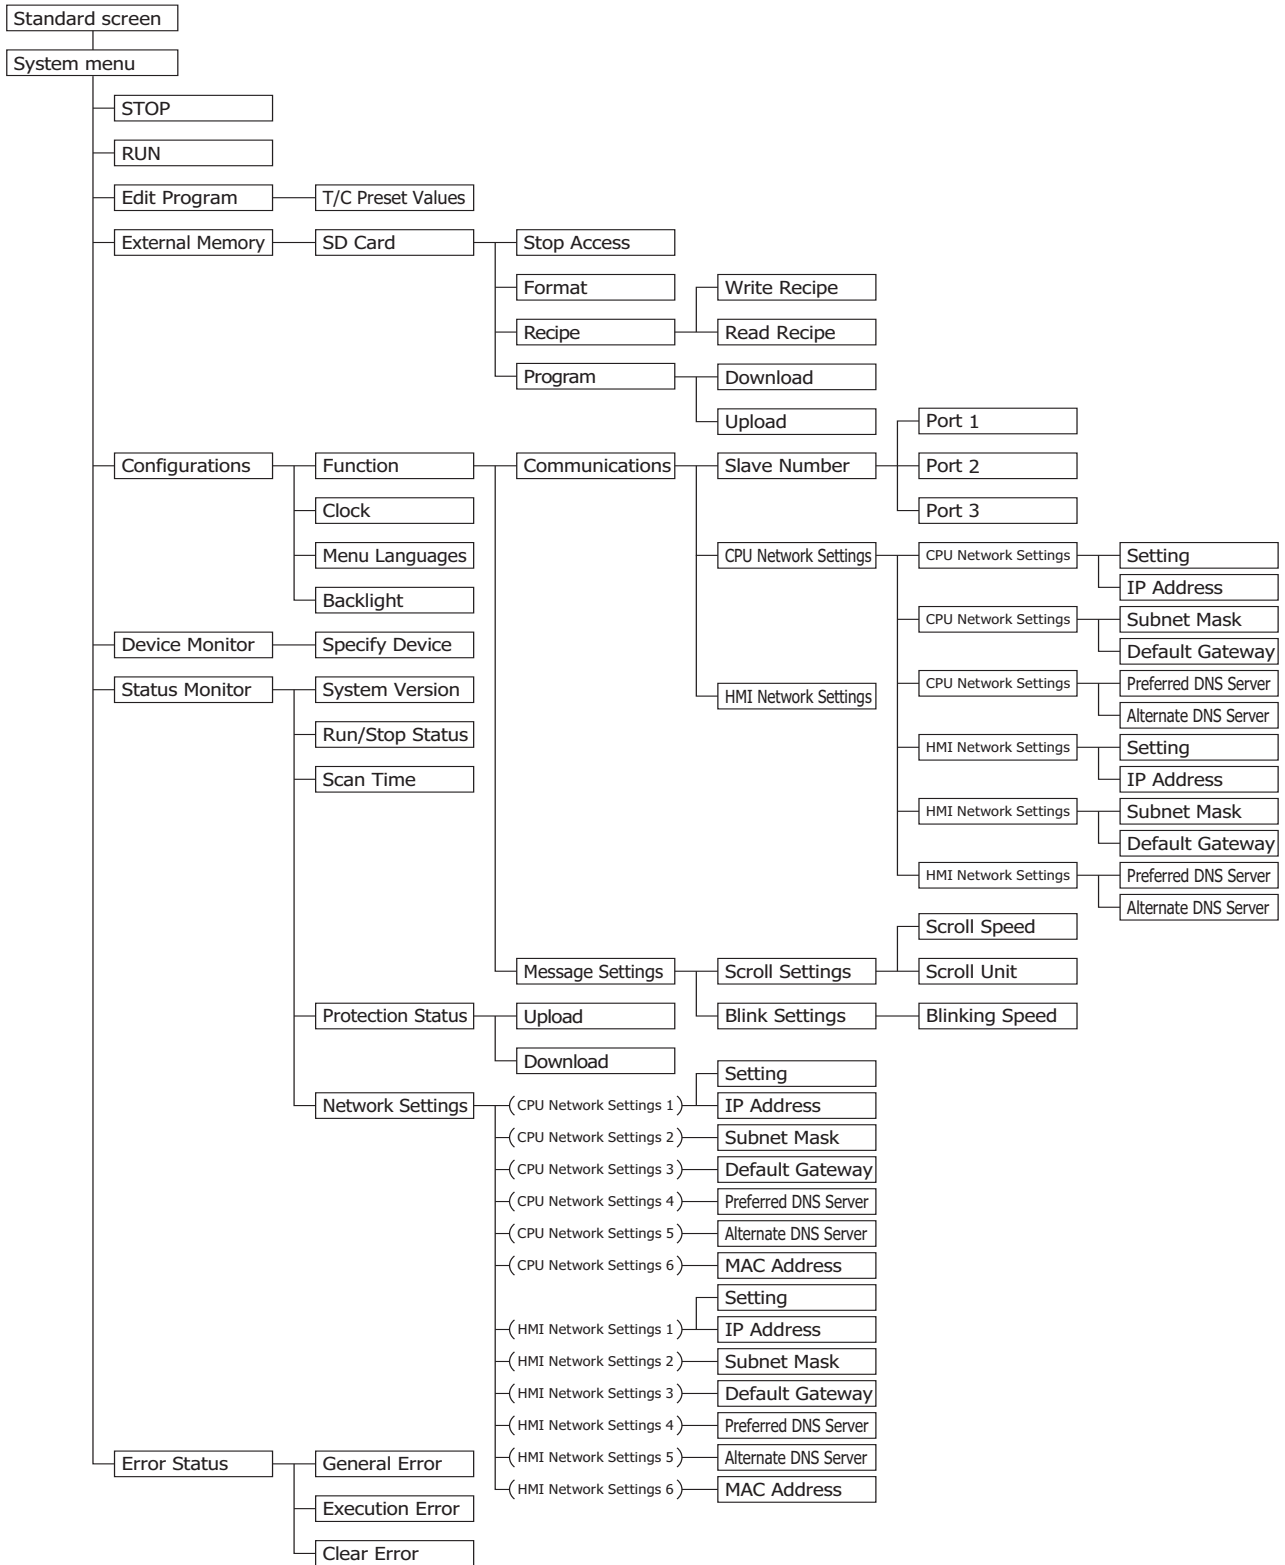 Standard screen
System menu
STOP
RUN
Edit Program
T/C Preset Values
External Memory
SD Card
Stop Access
Format
Write Recipe
Recipe
Read Recipe
Program
Download
Upload
Port 1
Configurations
Function
Communications
Slave Number
Port 2
Clock
Port 3
Menu Languages
CPU Network Settings
CPU Network Settings
Setting
IP Address
Backlight
CPU Network Settings
Subnet Mask
Device Monitor
Specify Device
Default Gateway
Status Monitor
System Version
HMI Network Settings
CPU Network Settings
Preferred DNS Server
Alternate DNS Server
Run/Stop Status
HMI Network Settings
Setting
Scan Time
IP Address
HMI Network Settings
Subnet Mask
Default Gateway
HMI Network Settings
Preferred DNS Server
Alternate DNS Server
Scroll Speed
Message Settings
Scroll Settings
Scroll Unit
Protection Status
Upload
Blink Settings
Blinking Speed
Download
Setting
Network Settings
CPU Network Settings 1
IP Address
CPU Network Settings 2
Subnet Mask
CPU Network Settings 3
Default Gateway
CPU Network Settings 4
Preferred DNS Server
CPU Network Settings 5
Alternate DNS Server
CPU Network Settings 6
MAC Address
Setting
HMI Network Settings 1
IP Address
HMI Network Settings 2
Subnet Mask
HMI Network Settings 3
Default Gateway
HMI Network Settings 4
Preferred DNS Server
Error Status
General Error
HMI Network Settings 5
Alternate DNS Server
HMI Network Settings 6
MAC Address
Execution Error
Clear Error